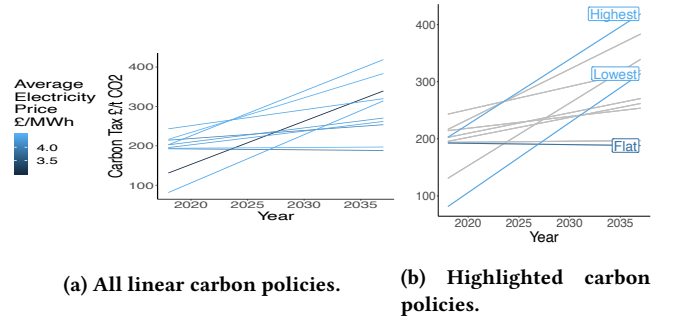 Average
Electricity
Price
£/MWh
4.0
3.5
Carbon Tax £/t CO2
400
300
200
100
2020 2025 2030 2035
Year
(a) All linear carbon policies.
400
300
200
100
Highest
Lowest
Flat
2020 2025 2030 2035
Year
(b) Highlighted carbon
policies.